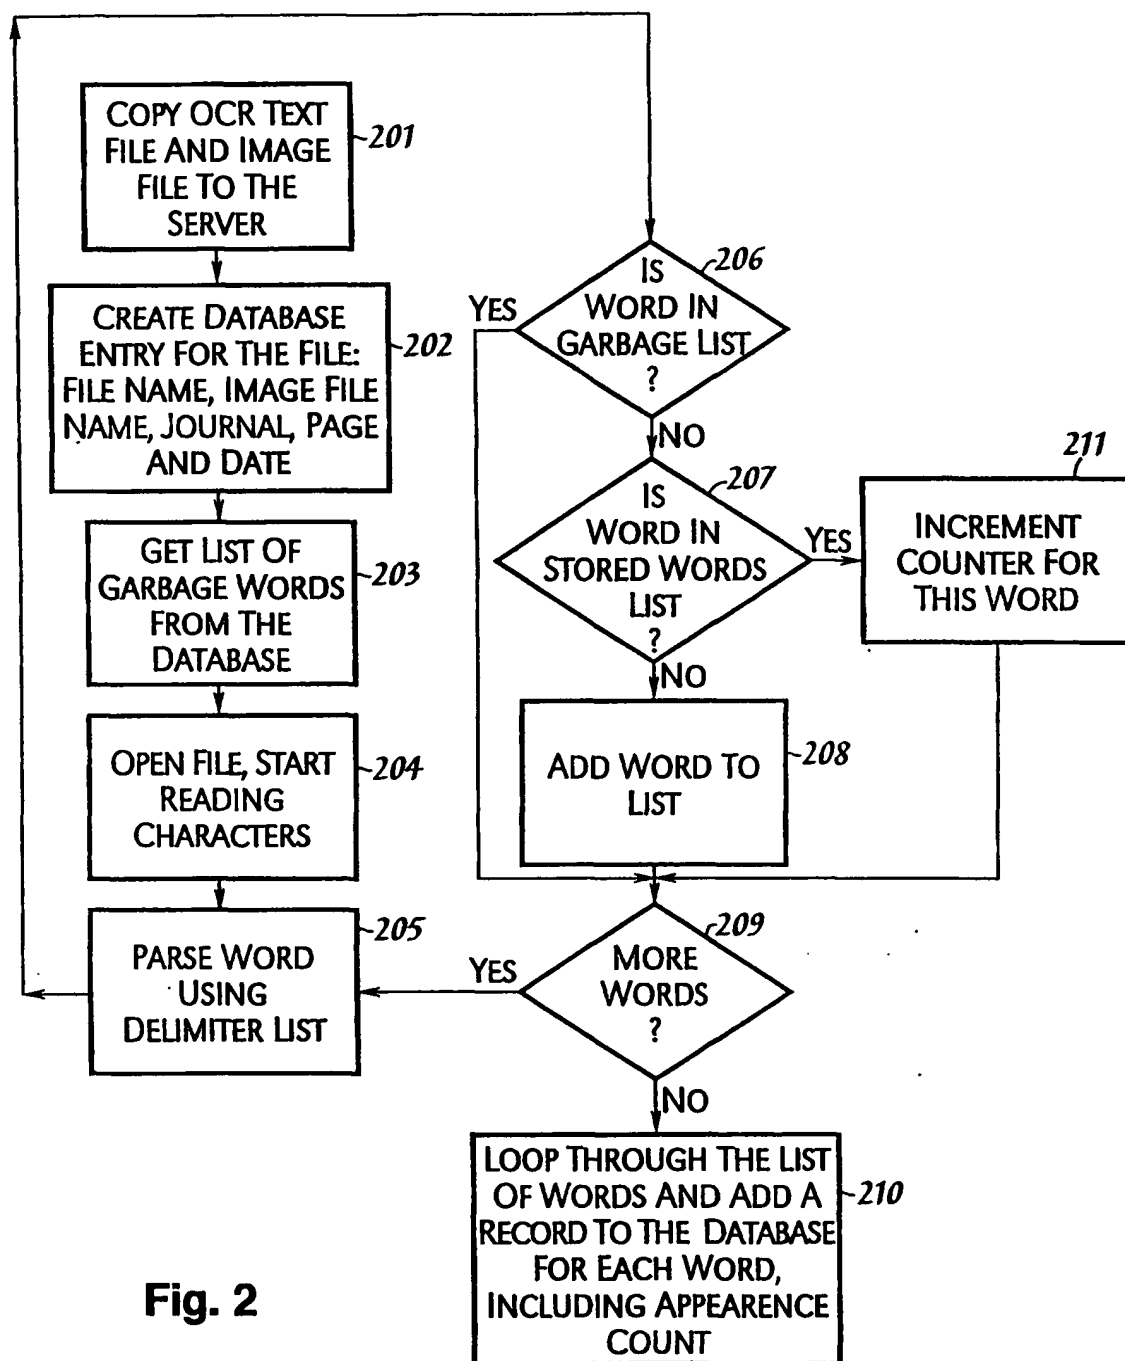 COPY OCR TEXT
FILE AND IMAGE
FILE TO THE
SERVER
201
CREATE DATABASE
ENTRY FOR THE FILE:
FILE NAME, IMAGE FILE
NAME, JOURNAL, PAGE
AND DATE
202
GET LIST OF
GARBAGE WORDS
FROM THE
DATABASE
203
OPEN FILE, START
READING
CHARACTERS
204
PARSE WORD
USING
DELIMITER LIST
205
IS
WORD IN
GARBAGE LIST
?
206
YES
NO
IS
WORD IN
STORED WORDS
LIST
?
207
YES
NO
INCREMENT
COUNTER FOR
THIS WORD
211
ADD WORD TO
LIST
208
MORE
WORDS
?
209
YES
NO
LOOP THROUGH THE LIST
OF WORDS AND ADD A
RECORD TO THE DATABASE
FOR EACH WORD,
INCLUDING APPEARENCE
COUNT
210
Fig. 2